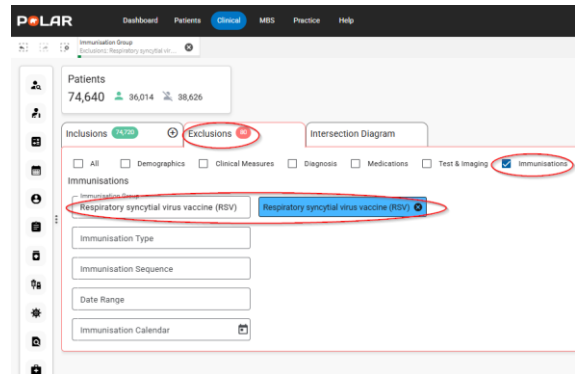 POLAR Dashboard Patients Clinical MBS Practice Help
Immunisation Group
Exclusions: Respiratory syncytial vir...
Patients
74,640 36,014 38,626
Inclusions 74,720 Exclusions 80 Intersection Diagram
All Demographics Clinical Measures Diagnosis Medications Test & Imaging Immunisations
Immunisations
Immunisation Group
Respiratory syncytial virus vaccine (RSV) Respiratory syncytial virus vaccine (RSV)
Immunisation Type
Immunisation Sequence
Date Range
Immunisation Calendar